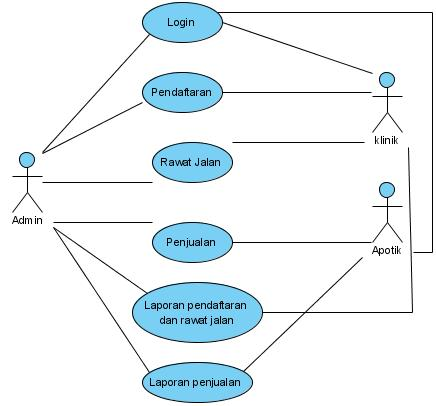 Login
Pendaftaran
klinik
Rawat Jalan
Admin
Penjualan
Apotik
Laporan pendaftaran
dan rawat jalan
Laporan penjualan